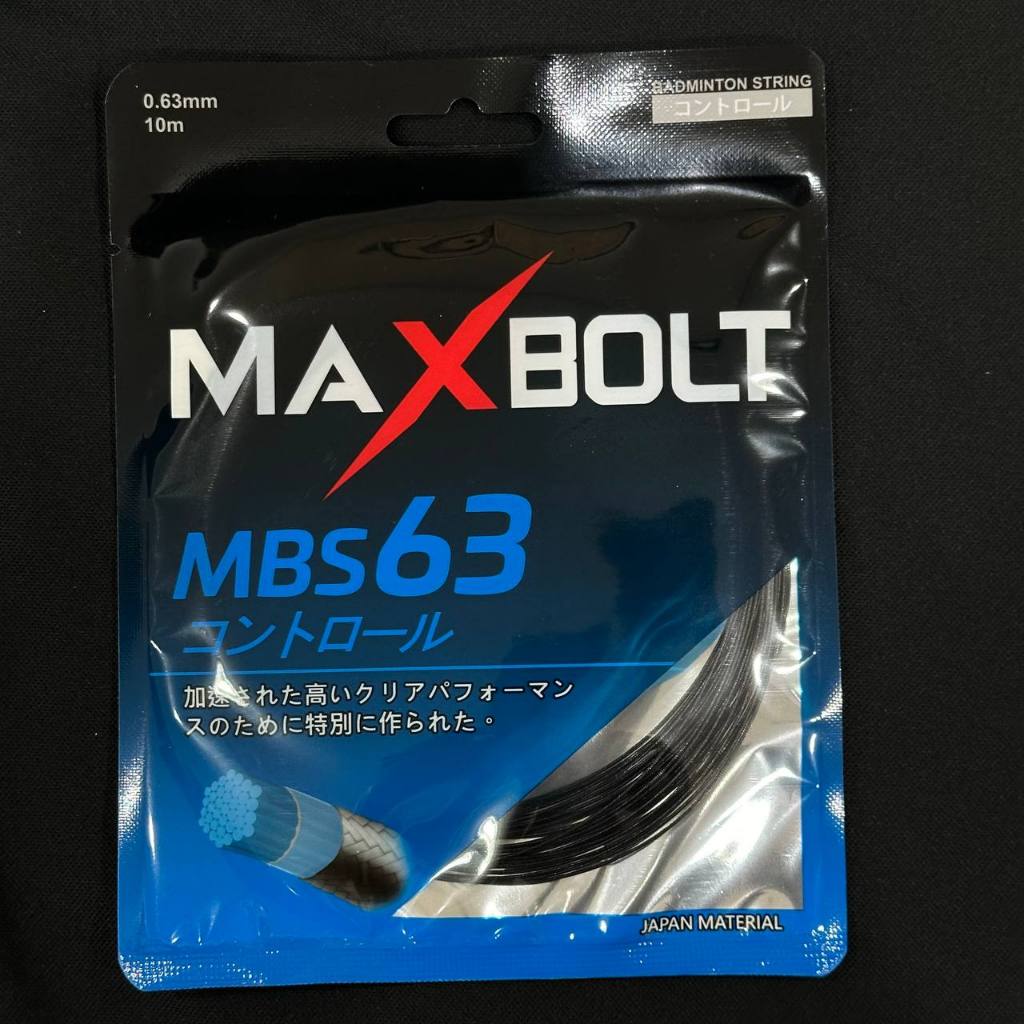 0.63mm
10m
BADMINTON STRING
コントロール
MAXBOLT
MBS63
コントロール
加速された高いクリアパフォーマン
スのために特別に作られた。
JAPAN MATERIAL